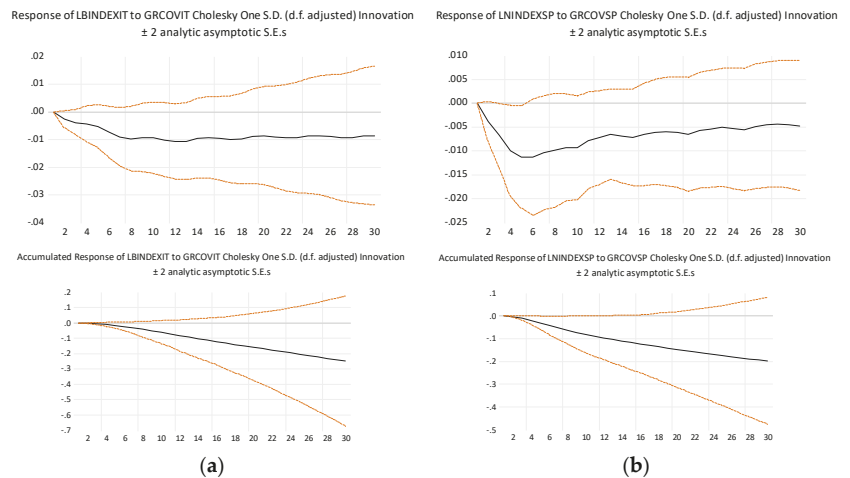 Response of LBINDEXIT to GRCOVIT Cholesky One S.D. (d.f. adjusted) Innovation
± 2 analytic asymptotic S.E.s
.02
.01
.00
-.01
-.02
-.03
-.04
2 4 6 8 10 12 14 16 18 20 22 24 26 28 30
Accumulated Response of LBINDEXIT to GRCOVIT Cholesky One S.D. (d.f. adjusted) Innovation
± 2 analytic asymptotic S.E.s
.2
.1
.0
-.1
-.2
-.3
-.4
-.5
-.6
-.7
2 4 6 8 10 12 14 16 18 20 22 24 26 28 30
(a)
Response of LNINDEXSP to GRCOVSP Cholesky One S.D. (d.f. adjusted) Innovation
± 2 analytic asymptotic S.E.s
.010
.005
.000
-.005
-.010
-.015
-.020
-.025
2 4 6 8 10 12 14 16 18 20 22 24 26 28 30
Accumulated Response of LNINDEXSP to GRCOVSP Cholesky One S.D. (d.f. adjusted) Innovation
± 2 analytic asymptotic S.E.s
.1
.0
-.1
-.2
-.3
-.4
-.5
2 4 6 8 10 12 14 16 18 20 22 24 26 28 30
(b)